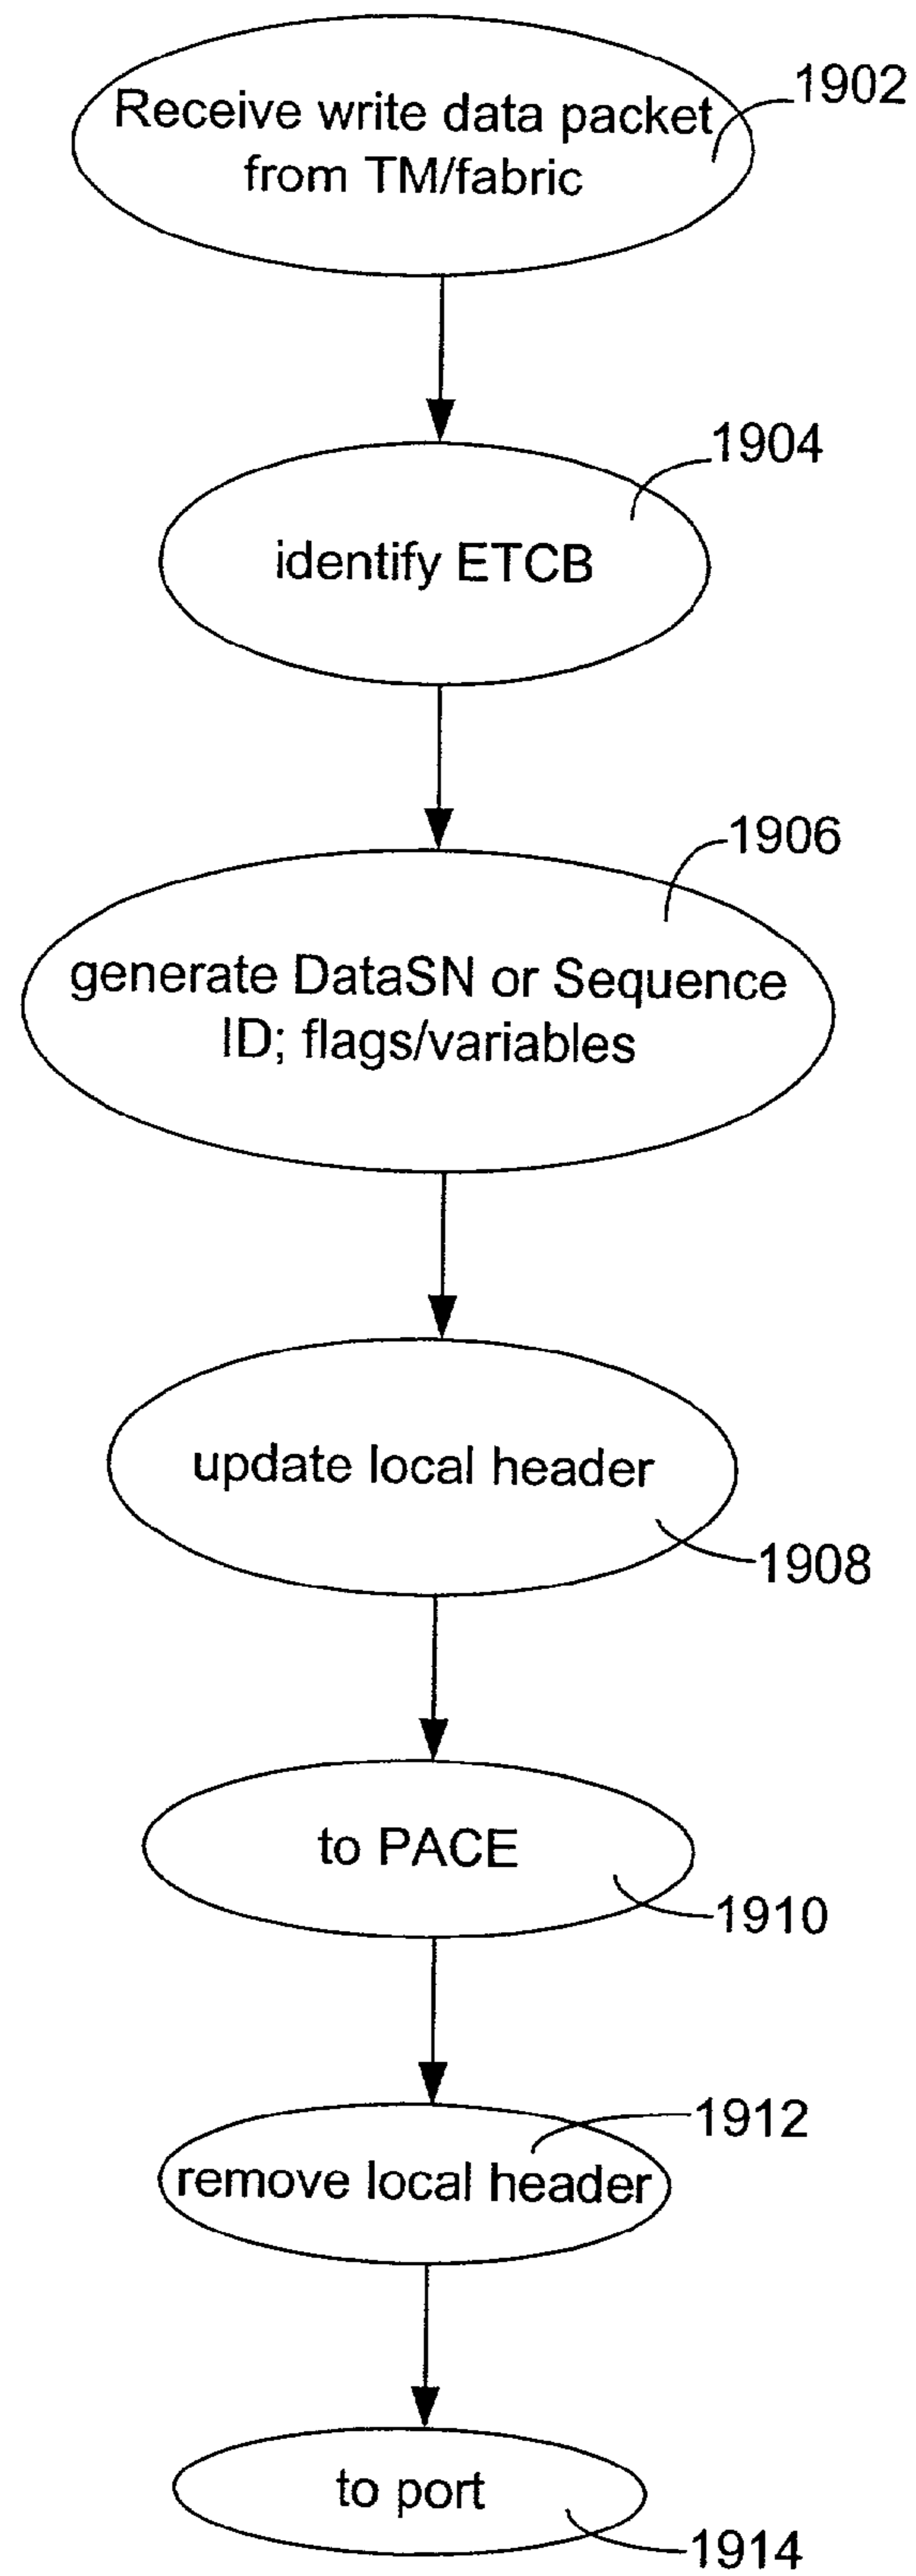 1902
Receive write data packet
from TM/fabric
1904
identify ETCB
1906
generate DataSN or Sequence
ID; flags/variables
update local header
1908
to PACE
1910
1912
remove local header
to port
1914